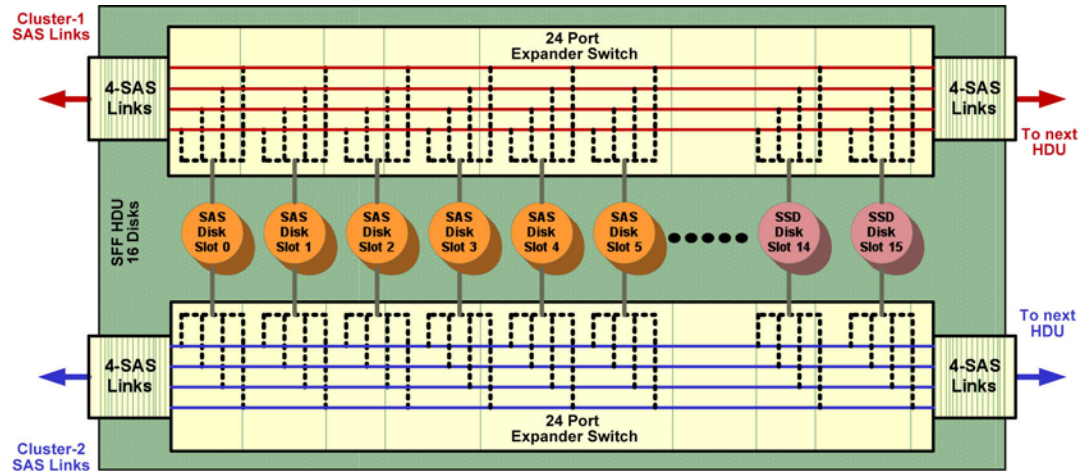 Cluster-1
SAS Links
24 Port
Expander Switch
4-SAS
Links
4-SAS
Links
To next
HDU
SFF HDU
16 Disks
SAS
Disk
Slot 0
SAS
Disk
Slot 1
SAS
Disk
Slot 2
SAS
Disk
Slot 3
SAS
Disk
Slot 4
SAS
Disk
Slot 5
SSD
Disk
Slot 14
SSD
Disk
Slot 15
To next
HDU
4-SAS
Links
4-SAS
Links
24 Port
Expander Switch
Cluster-2
SAS Links